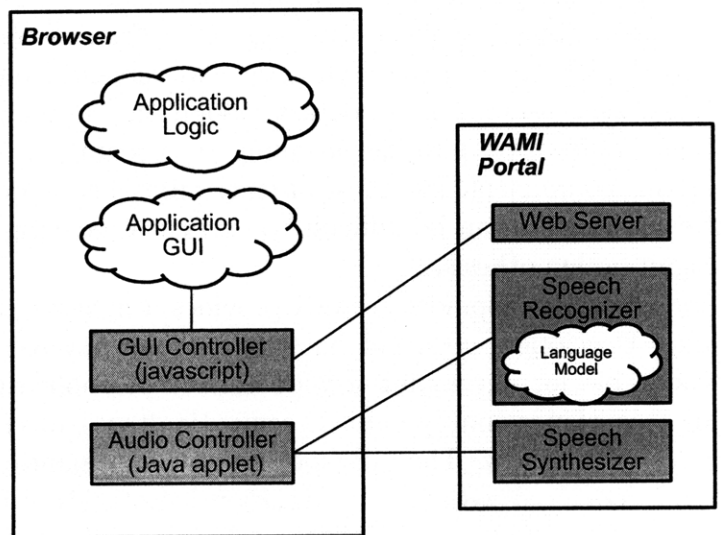 Browser
Application
Logic
Application
GUI
GUI Controller
(javascript)
Audio Controller
(Java applet)
WAMI
Portal
Web Server
Speech
Recognizer
Language
Model
Speech
Synthesizer